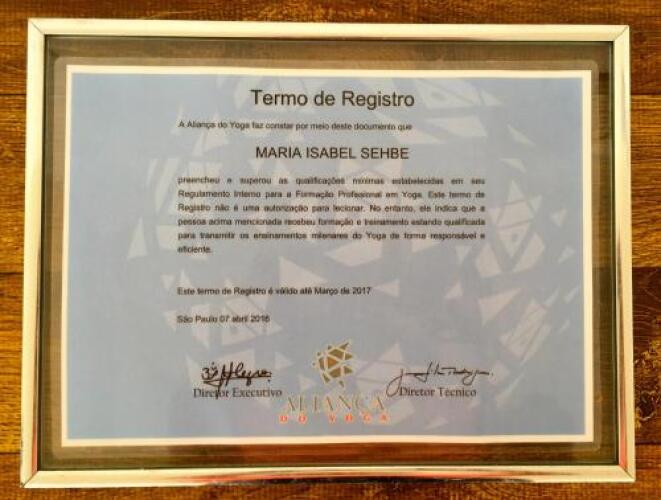 Termo de Registro
A Aliança do Yoga faz constar por meio deste documento que
MARIA ISABEL SEHBE
preencheu e superou as qualificações mínimas estabelecidas em seu
Regulamento Interno para a Formação Profissional em Yoga. Este termo de
Registro não é uma autorização para lecionar. No entanto, ele indica que a
pessoa acima mencionada recebeu formação e treinamento estando qualificada
para transmitir os ensinamentos milenares do Yoga de forma responsável e
eficiente.
Este termo de Registro é válido até Março de 2017
São Paulo 07 abril 2016
Diretor Executivo
Diretor Técnico
ALIANÇA
DO YOGA